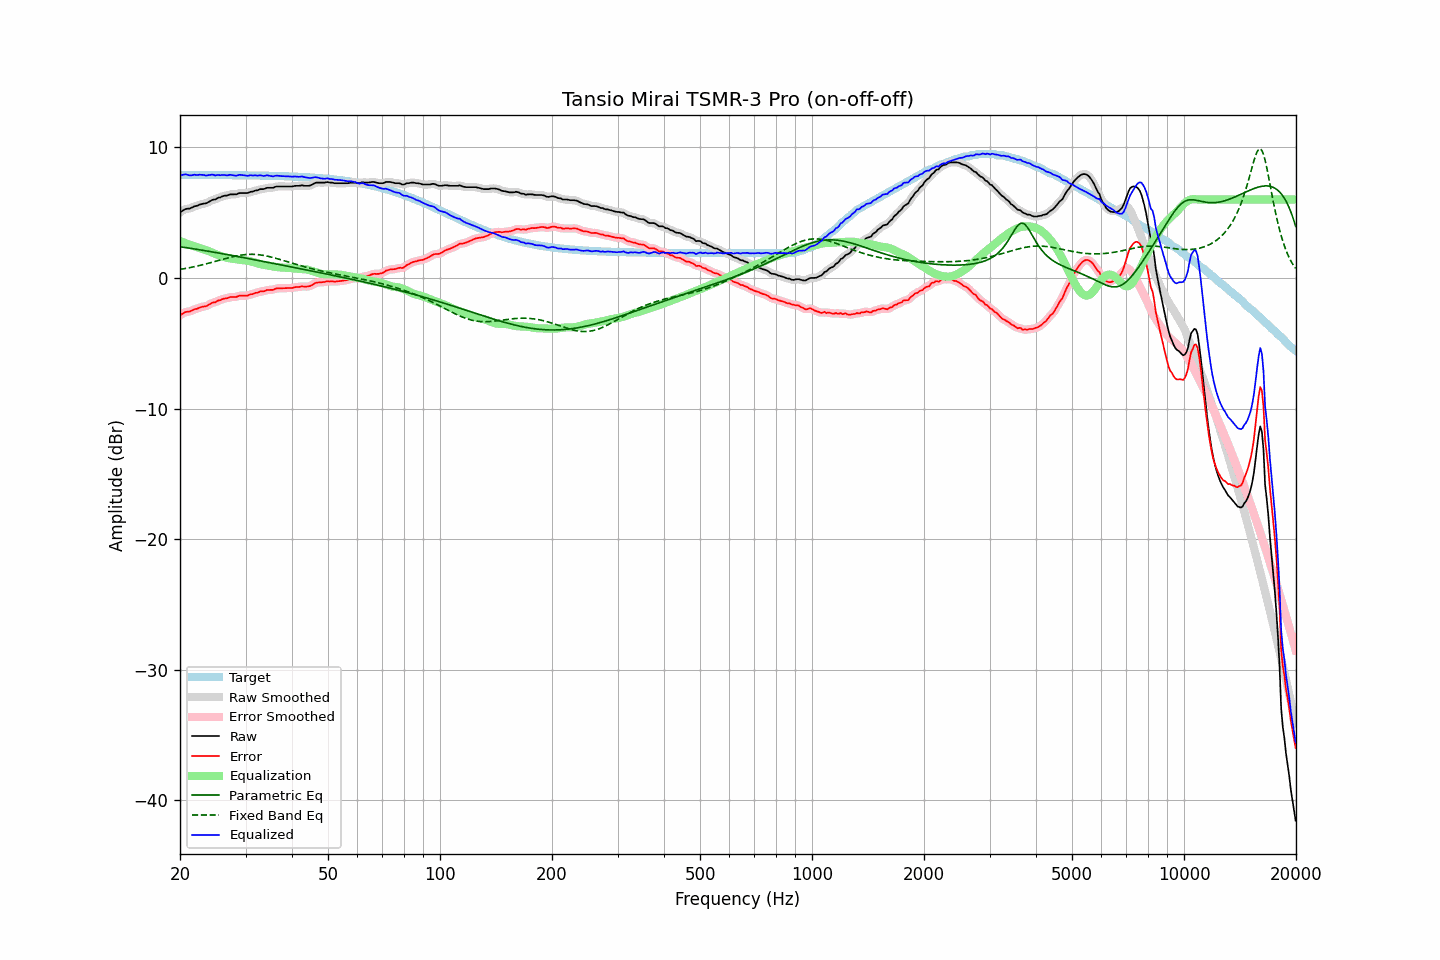 Tansio Mirai TSMR-3 Pro (on-off-off)
10
0
−10
−20
−30
−40
Amplitude (dBr)
Target
Raw Smoothed
Error Smoothed
Raw
Error
Equalization
Parametric Eq
Fixed Band Eq
Equalized
20 50 100 200 500 1000 2000 5000 10000 20000
Frequency (Hz)